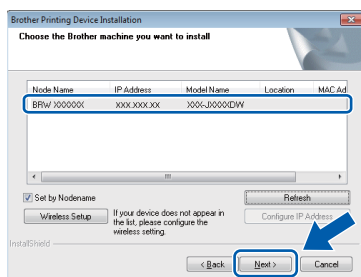 Brother Printing Device Installation
Choose the Brother machine you want to install
Node Name IP Address Model Name Location MAC Ad
BRW XXXXXX XXX.XXX.XX XXX-JXXXXDW
Set by Nodename
Refresh
Wireless Setup
If your device does not appear in
the list, please configure the
wireless setting.
Configure IP Address
InstallShield
< Back Next > Cancel